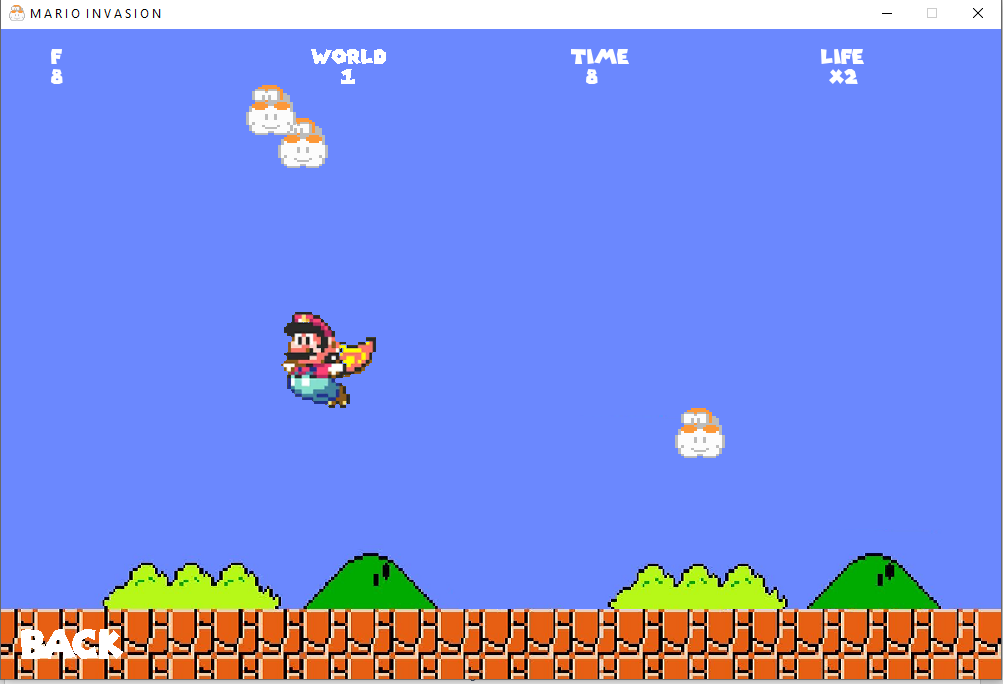 MARIO INVASION
F WORLD TIME LIFE
8 1 8 X2
BACK